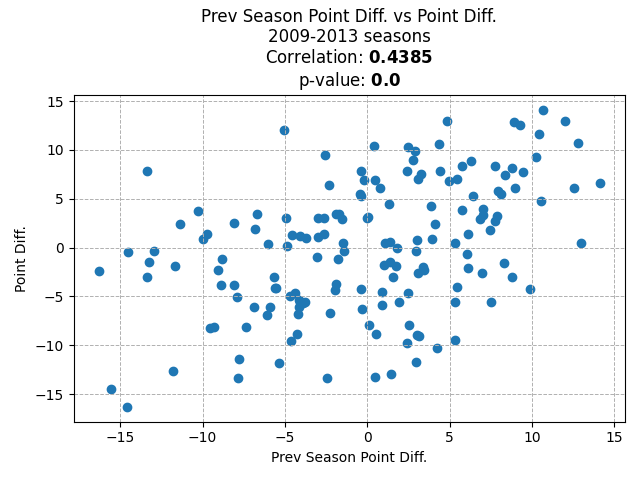 Prev Season Point Diff. vs Point Diff.
2009-2013 seasons
Correlation: 0.4385
p-value: 0.0
15
10
5
0
−5
−10
−15
Point Diff.
−15 −10 −5 0 5 10 15
Prev Season Point Diff.